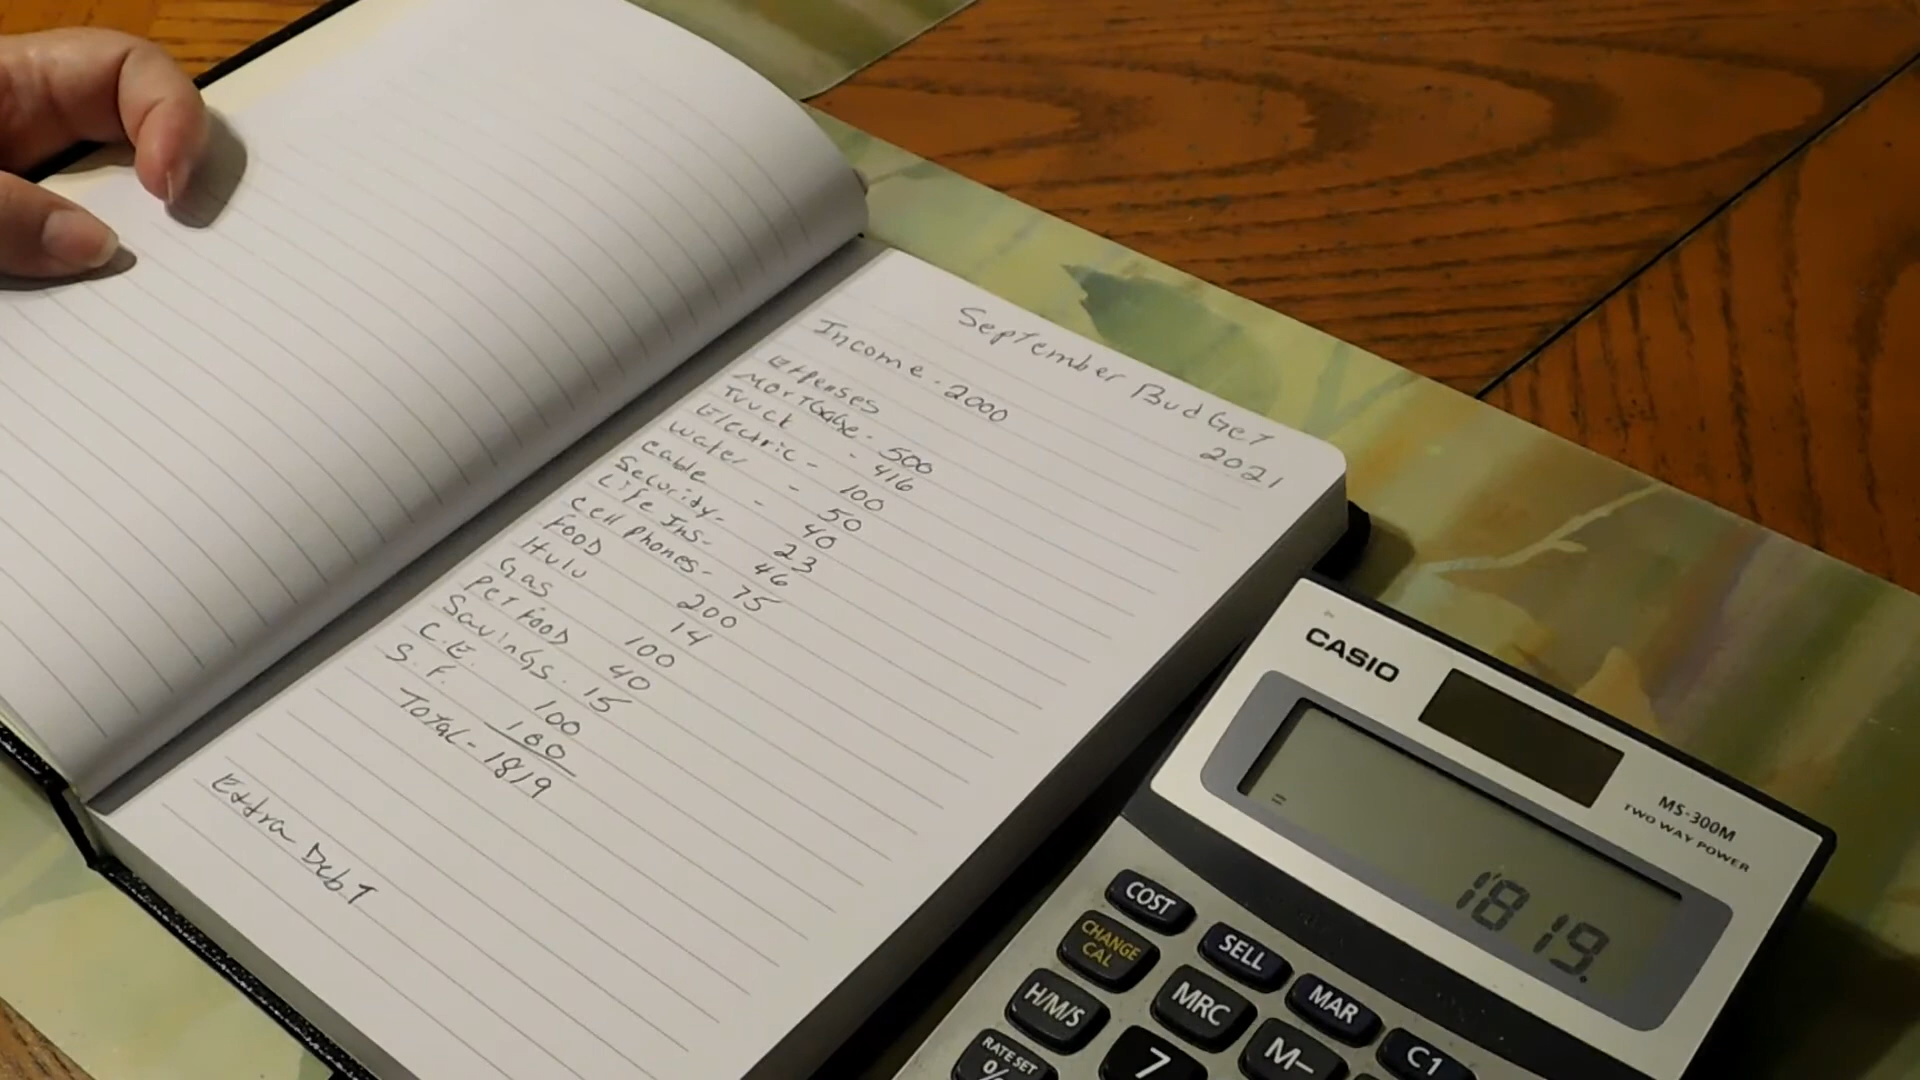 September Budget
2021
Income - 2000
Expenses
Mortgage - 500
Truck - 416
Electric - 100
Water - 50
Cable - 40
Security - 23
Life Ins - 46
Cell Phones - 75
Food 200
Hulu 14
Gas 100
Pet Food 40
Savings. 15
C.E. 100
S.F. 100
Total - 1819
Extra Debt
CASIO
MS-300M
TWO WAY POWER
=
1819.
COST
SELL
MAR
C1
CHANGE CAL
MRC
M−
H/M/S
7
RATE SET
%